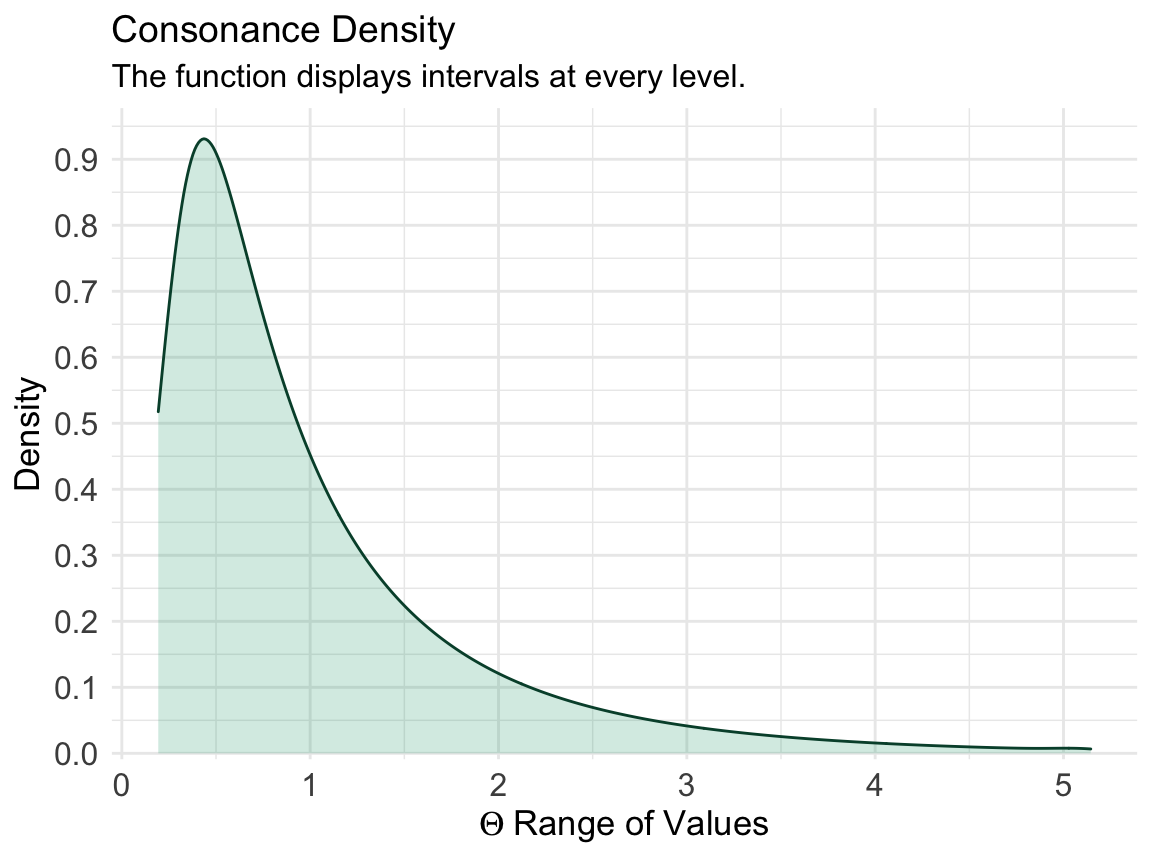 Consonance Density
The function displays intervals at every level.
0.9
0.8
0.7
0.6
0.5
0.4
0.3
0.2
0.1
0.0
Density
0 1 2 3 4 5
Θ Range of Values